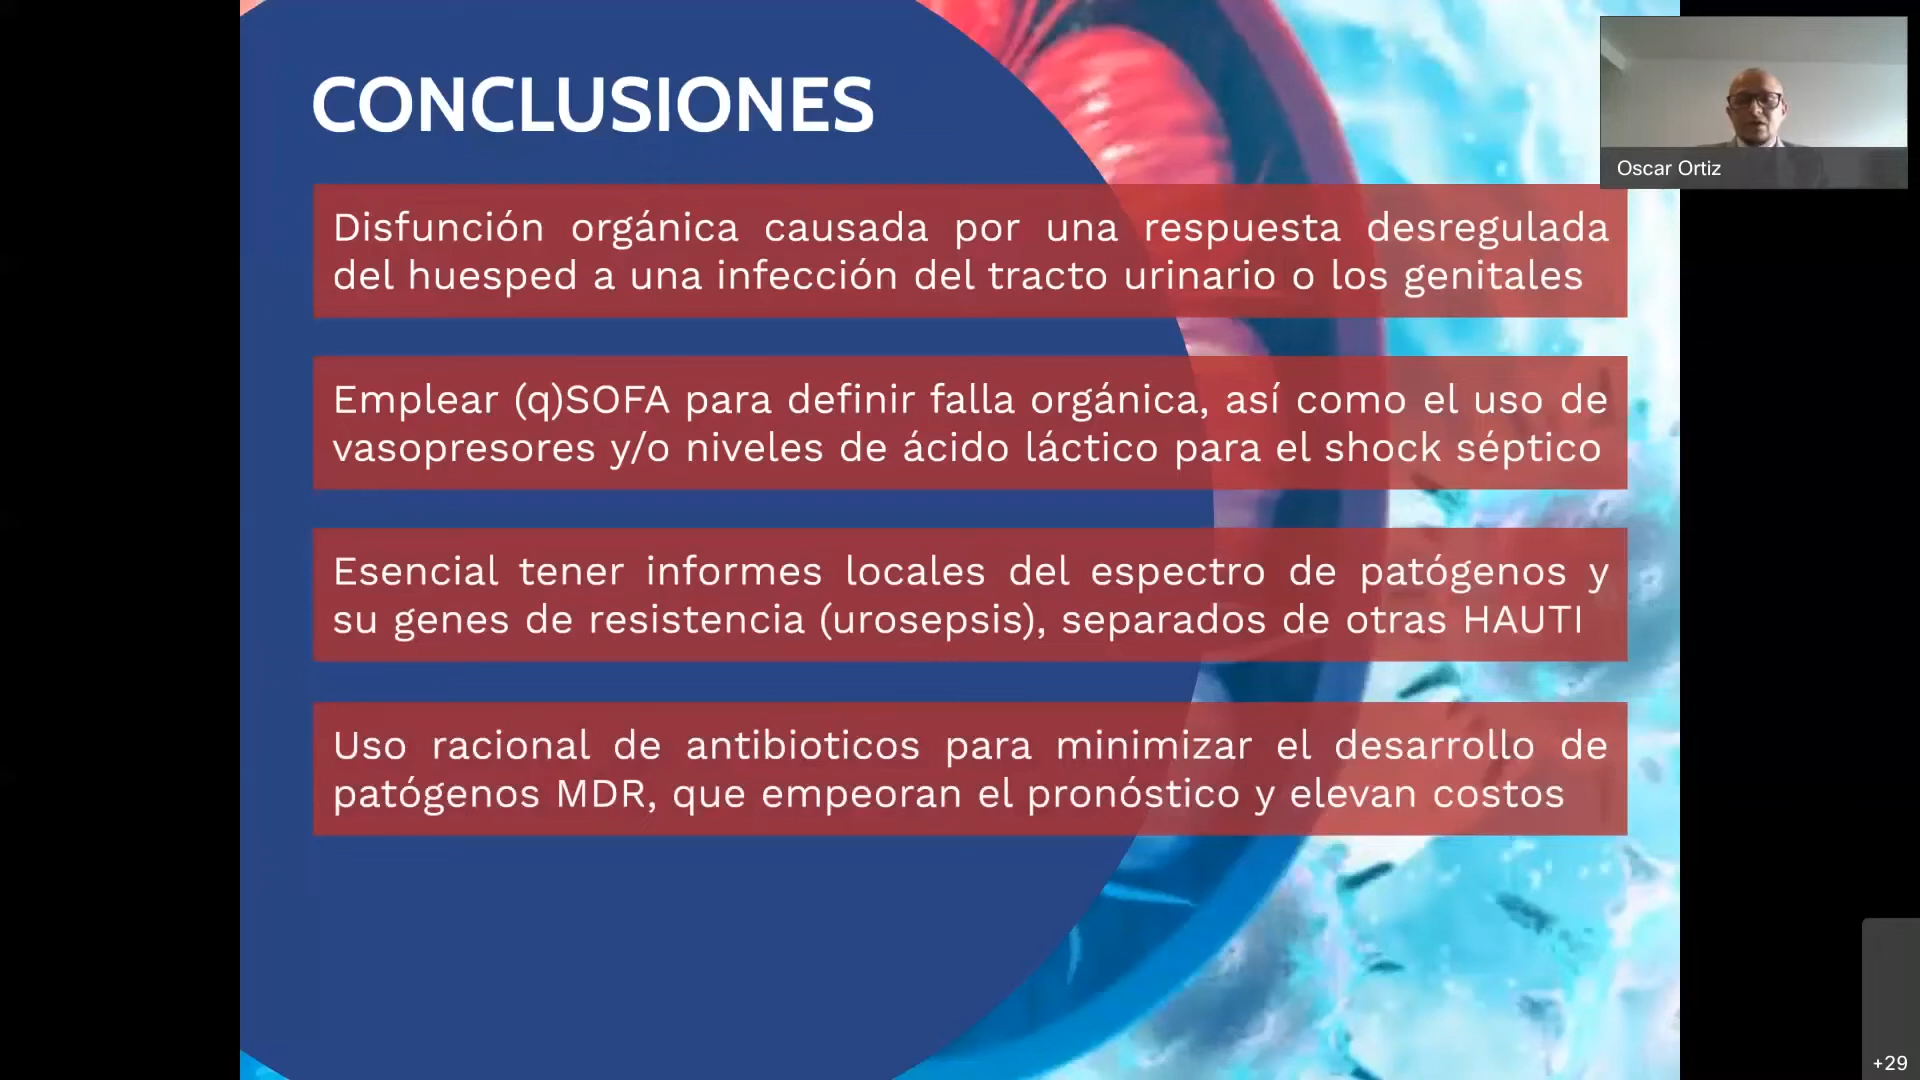 CONCLUSIONES
Oscar Ortiz
Disfunción orgánica causada por una respuesta desregulada
del huesped a una infección del tracto urinario o los genitales
Emplear (q)SOFA para definir falla orgánica, así como el uso de
vasopresores y/o niveles de ácido láctico para el shock séptico
Esencial tener informes locales del espectro de patógenos y
su genes de resistencia (urosepsis), separados de otras HAUTI
Uso racional de antibioticos para minimizar el desarrollo de
patógenos MDR, que empeoran el pronóstico y elevan costos
+29